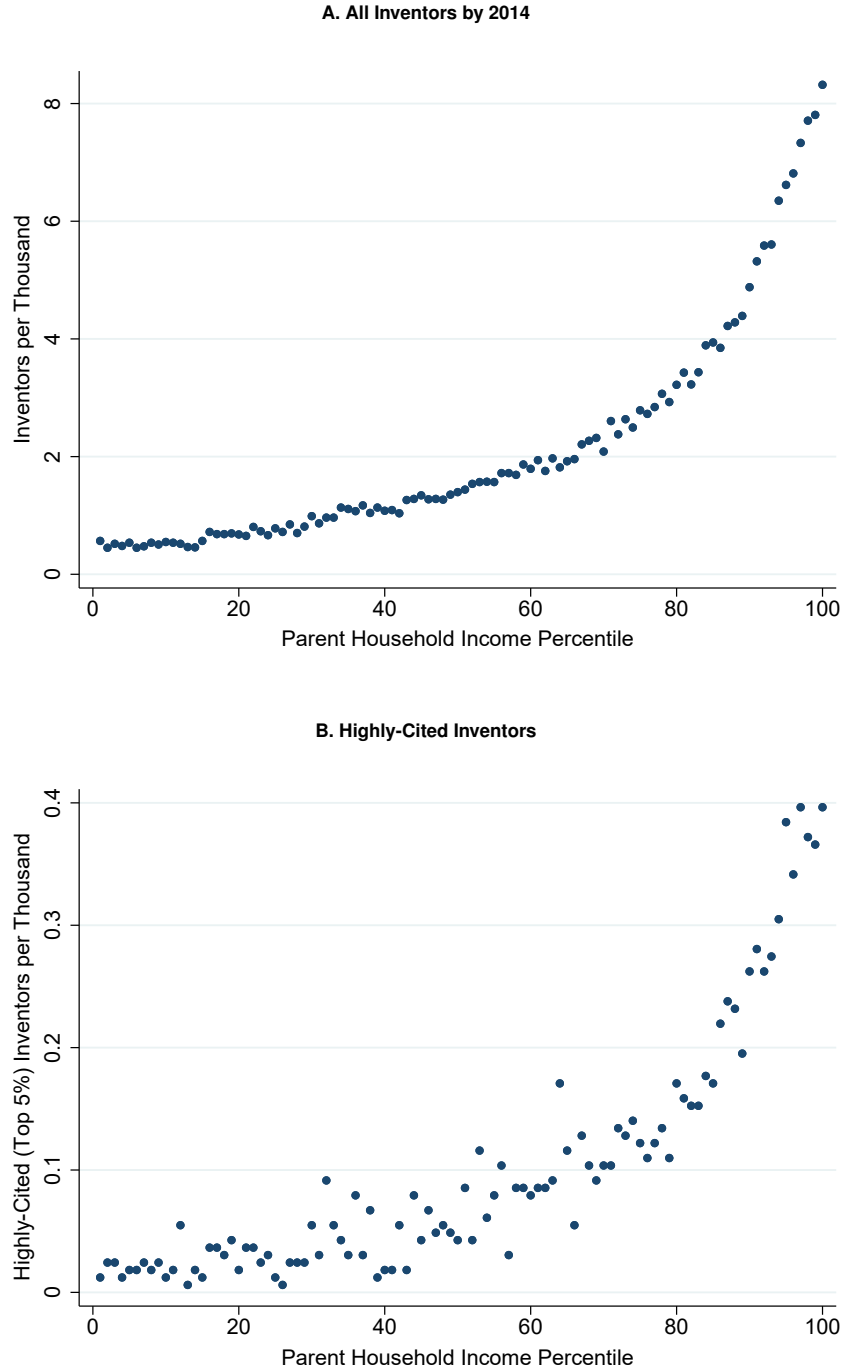 A. All Inventors by 2014
Inventors per Thousand
8
6
4
2
0
0 20 40 60 80 100
Parent Household Income Percentile
B. Highly-Cited Inventors
Highly-Cited (Top 5%) Inventors per Thousand
0.4
0.3
0.2
0.1
0
0 20 40 60 80 100
Parent Household Income Percentile